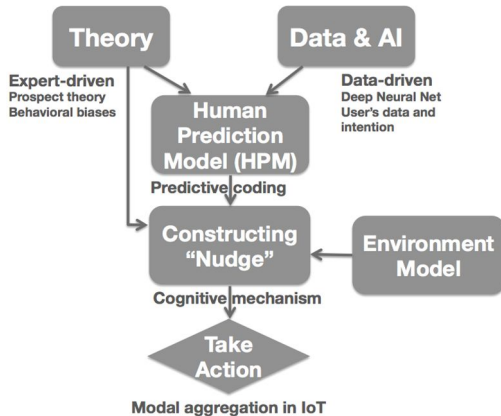 Theory
Data & AI
Expert-driven
Prospect theory
Behavioral biases
Data-driven
Deep Neural Net
User's data and
intention
Human
Prediction
Model (HPM)
Predictive coding
Constructing
“Nudge”
Environment
Model
Cognitive mechanism
Take
Action
Modal aggregation in IoT